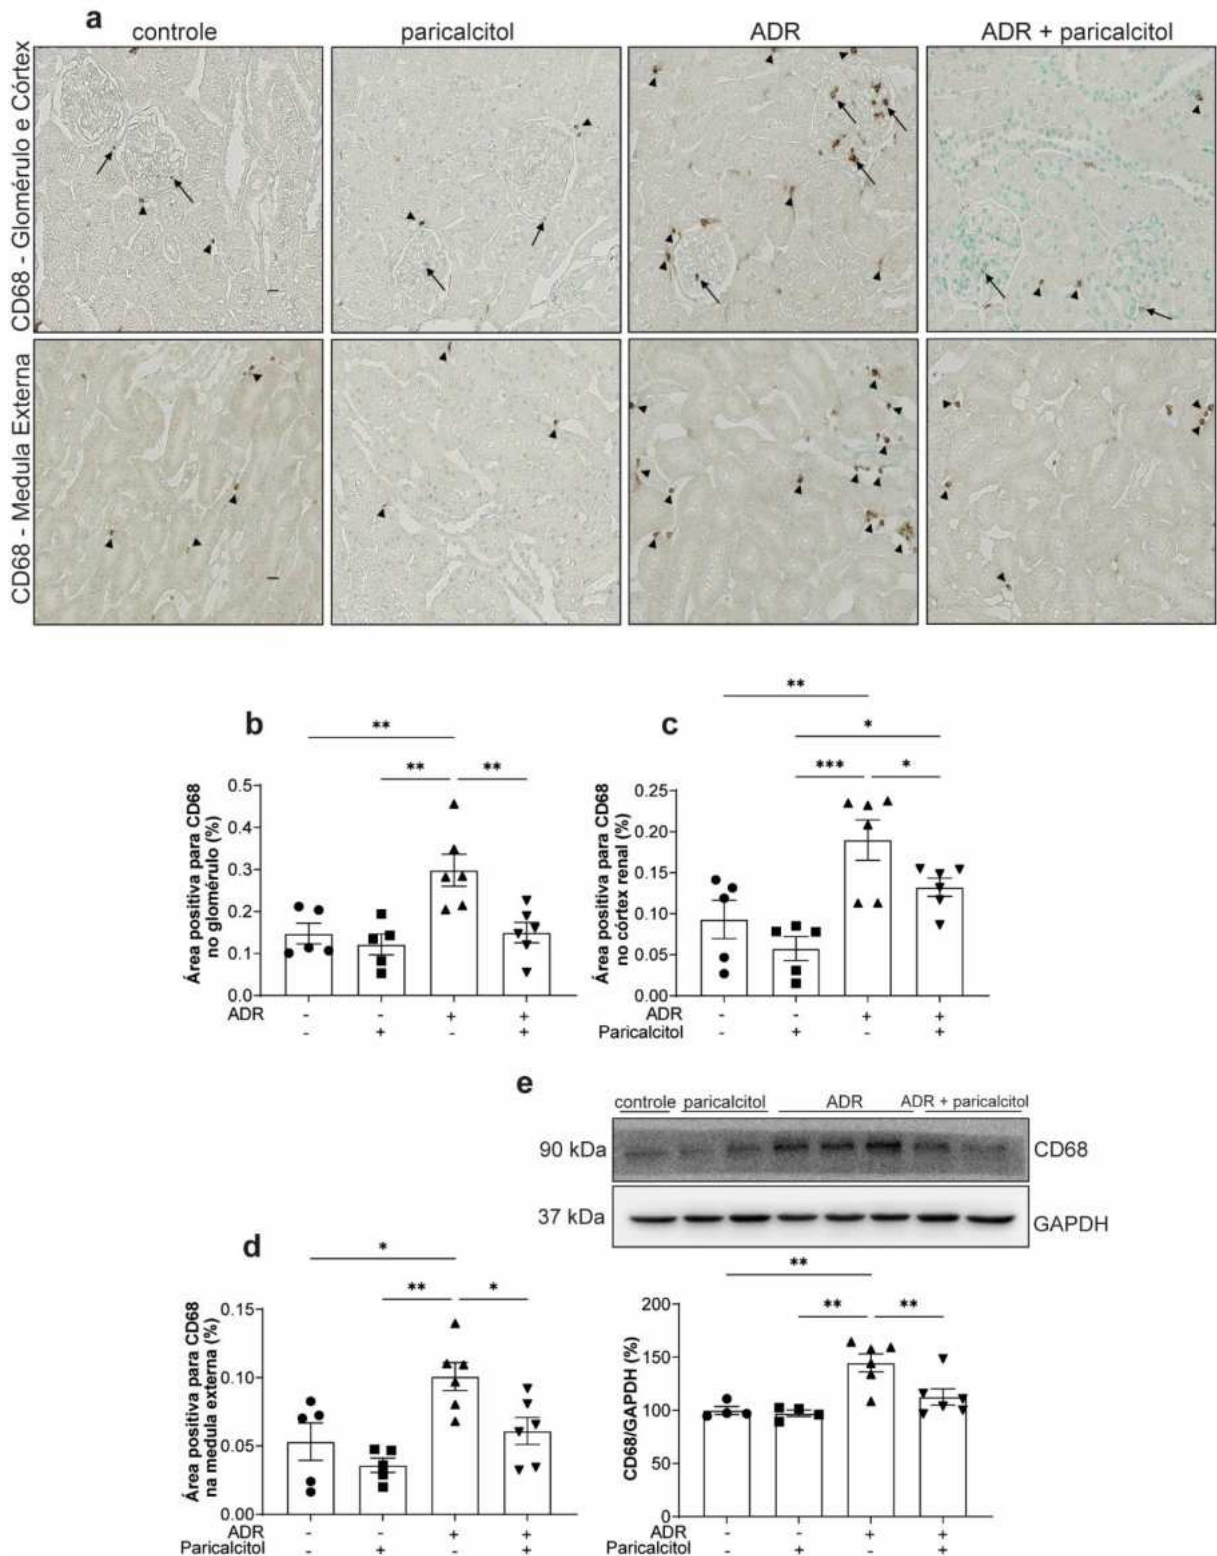 a
controle paricalcitol ADR ADR + paricalcitol
CD68 - Glomérulo e Córtex
CD68 - Medula Externa
b
**
** **
Área positiva para CD68
no glomérulo (%)
0.5
0.4
0.3
0.2
0.1
0.0
ADR - - + +
- + - +
c
**
*
*** *
Área positiva para CD68
no córtex renal (%)
0.25
0.20
0.15
0.10
0.05
0.00
ADR - - + +
Paricalcitol - + - +
e
controle paricalcitol ADR ADR + paricalcitol
90 kDa CD68
37 kDa GAPDH
d
*
** *
Área positiva para CD68
na medula externa (%)
0.15
0.10
0.05
0.00
ADR - - + +
Paricalcitol - + - +
**
** **
CD68/GAPDH (%)
200
150
100
50
0
ADR - - + +
Paricalcitol - + - +